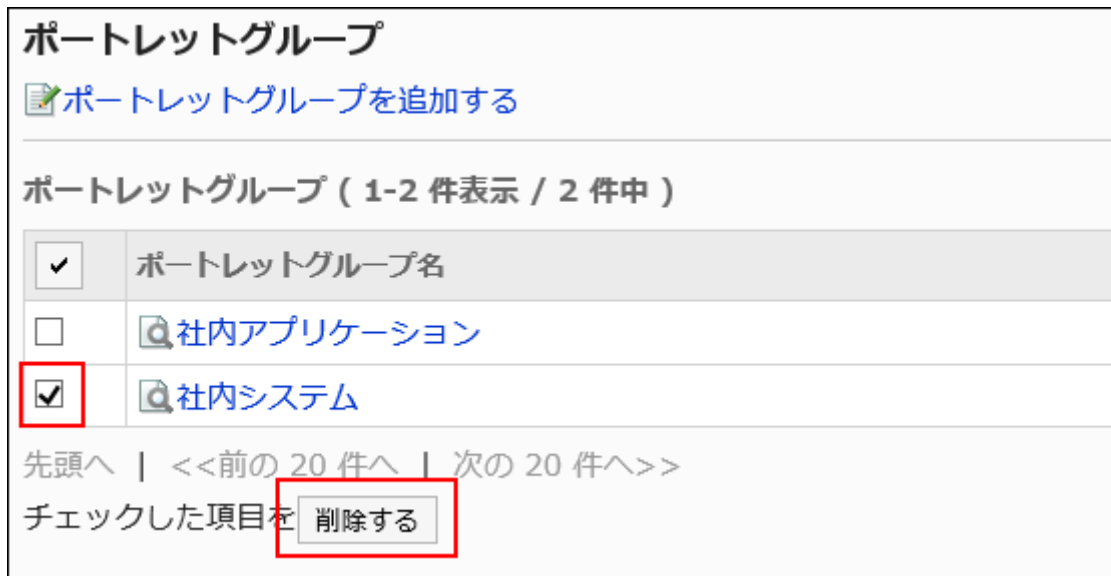 ポートレットグループ
ポートレットグループを追加する
ポートレットグループ ( 1-2 件表示 / 2 件中 )
ポートレットグループ名
社内アプリケーション
社内システム
先頭へ | <<前の 20 件へ | 次の 20 件へ>>
チェックした項目を 削除する